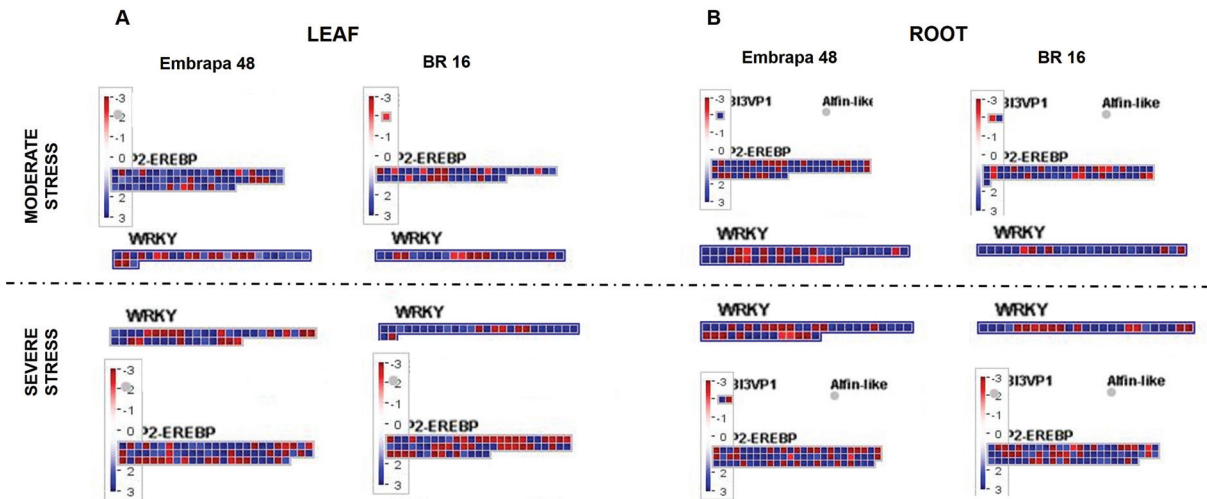 A
LEAF
B
ROOT
Embrapa 48
BR 16
Embrapa 48
BR 16
MODERATE
STRESS
-3
-2
-1
0
1
2
3
P2-EREBP
WRKY
-3
-2
-1
0
1
2
3
P2-EREBP
WRKY
-3
-2
-1
0
1
2
3
BI3VP1
Alfin-like
P2-EREBP
WRKY
-3
-2
-1
0
1
2
3
BI3VP1
Alfin-like
P2-EREBP
WRKY
SEVERE
STRESS
WRKY
-3
-2
-1
0
2
3
P2-EREBP
WRKY
-3
-2
-1
0
2
3
P2-EREBP
WRKY
-3
-2
-1
0
2
3
BI3VP1
Alfin-like
P2-EREBP
WRKY
-3
-2
-1
0
2
3
BI3VP1
Alfin-like
P2-EREBP